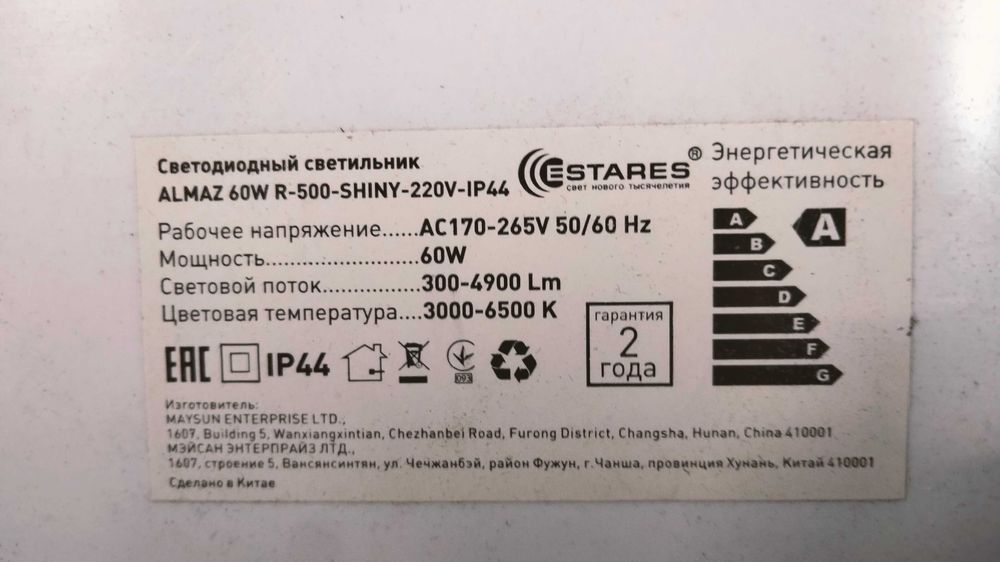 Светодиодный светильник
ALMAZ 60W R-500-SHINY-220V-IP44
ESTARES®
свет нового тысячелетия
Энергетическая
эффективность
Рабочее напряжение......AC170-265V 50/60 Hz
Мощность..........................60W
Световой поток................300-4900 Lm
Цветовая температура....3000-6500 K
A
A
B
C
D
E
F
G
гарантия
2
года
EAC IP44
093
Изготовитель:
MAYSUN ENTERPRISE LTD.,
1607, Building 5, Wanxiangxintian, Chezhanbei Road, Furong District, Changsha, Hunan, China 410001
МЭЙСАН ЭНТЕРПРАЙЗ ЛТД.,
1607, строение 5, Вансянсинтян, ул. Чечжанбэй, район Фужун, г.Чанша, провинция Хунань, Китай 410001
Сделано в Китае